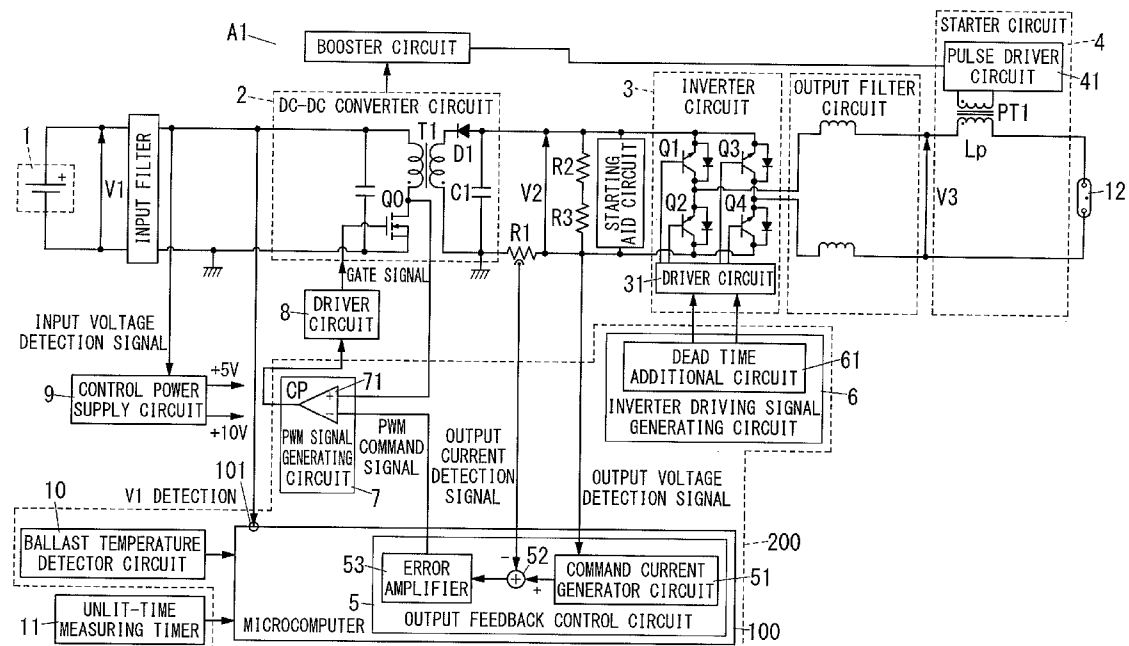 STARTER CIRCUIT
A1
BOOSTER CIRCUIT
PULSE DRIVER
CIRCUIT
4
41
2
DC-DC CONVERTER CIRCUIT
3
INVERTER
CIRCUIT
OUTPUT FILTER
CIRCUIT
PT1
Lp
1
+
V1
INPUT FILTER
T1
D1
C1
Q0
V2
R1
R2
R3
STARTING
AID CIRCUIT
Q1
Q3
Q2
Q4
V3
12
31
DRIVER CIRCUIT
GATE SIGNAL
8
DRIVER
CIRCUIT
INPUT VOLTAGE
DETECTION SIGNAL
9
CONTROL POWER
SUPPLY CIRCUIT
+5V
+10V
CP
71
+
−
PWM SIGNAL
GENERATING
CIRCUIT
7
PWM
COMMAND
SIGNAL
OUTPUT
CURRENT
DETECTION
SIGNAL
OUTPUT VOLTAGE
DETECTION SIGNAL
DEAD TIME
ADDITIONAL CIRCUIT
61
6
INVERTER DRIVING SIGNAL
GENERATING CIRCUIT
101
V1 DETECTION
10
BALLAST TEMPERATURE
DETECTOR CIRCUIT
11
UNLIT-TIME
MEASURING TIMER
MICROCOMPUTER
53
ERROR
AMPLIFIER
−
52
+
COMMAND CURRENT
GENERATOR CIRCUIT
51
5
OUTPUT FEEDBACK CONTROL CIRCUIT
200
100